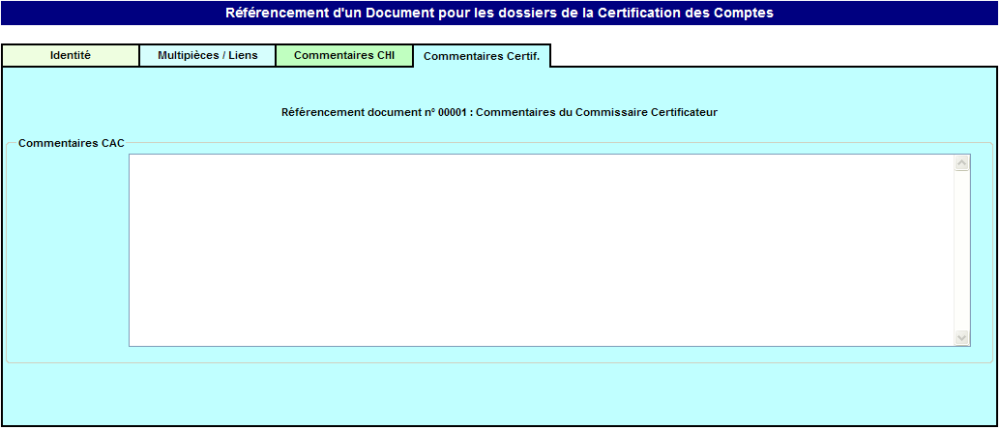 Référencement d'un Document pour les dossiers de la Certification des Comptes
Identité
Multipièces / Liens
Commentaires CHI
Commentaires Certif.
Référencement document n° 00001 : Commentaires du Commissaire Certificateur
Commentaires CAC